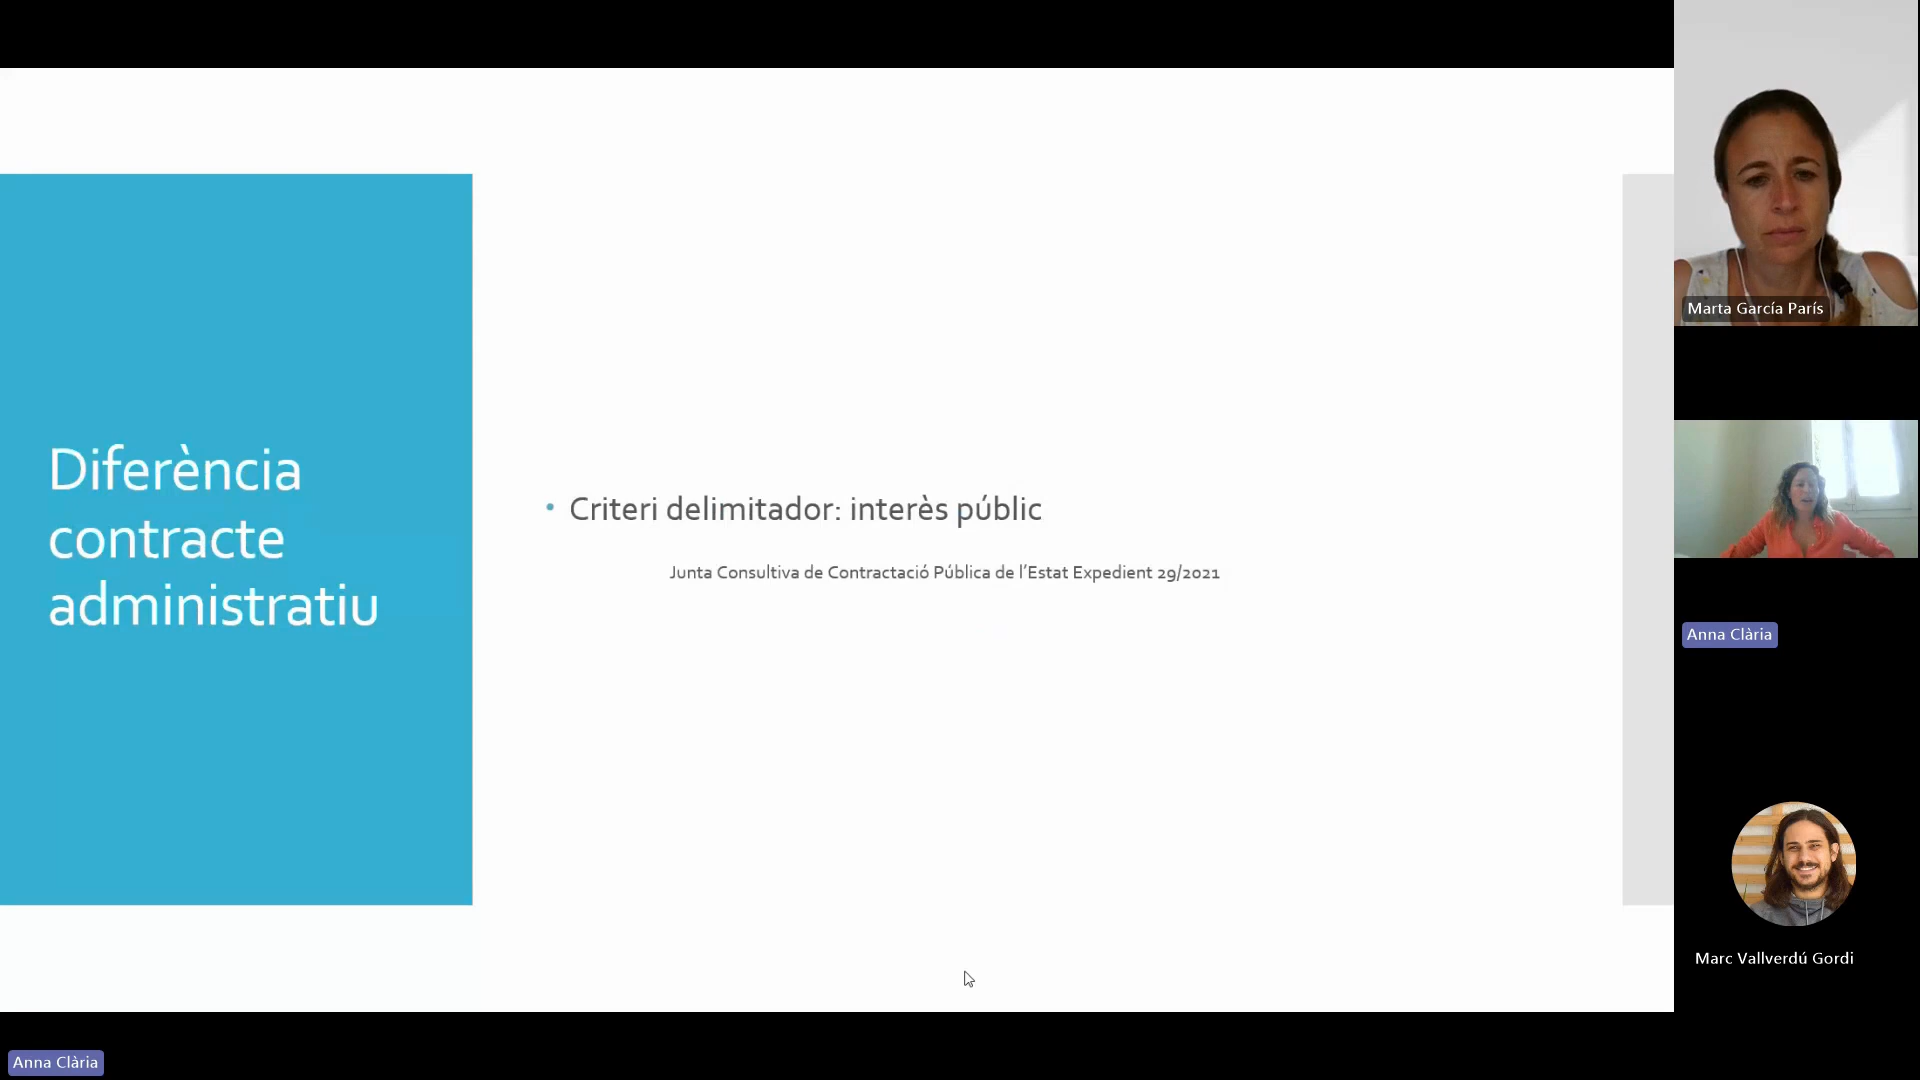 Diferència
contracte
administratiu
• Criteri delimitador: interès públic
Junta Consultiva de Contractació Pública de l'Estat Expedient 29/2021
Marta García París
Anna Clària
Marc Vallverdú Gordi
Anna Clària